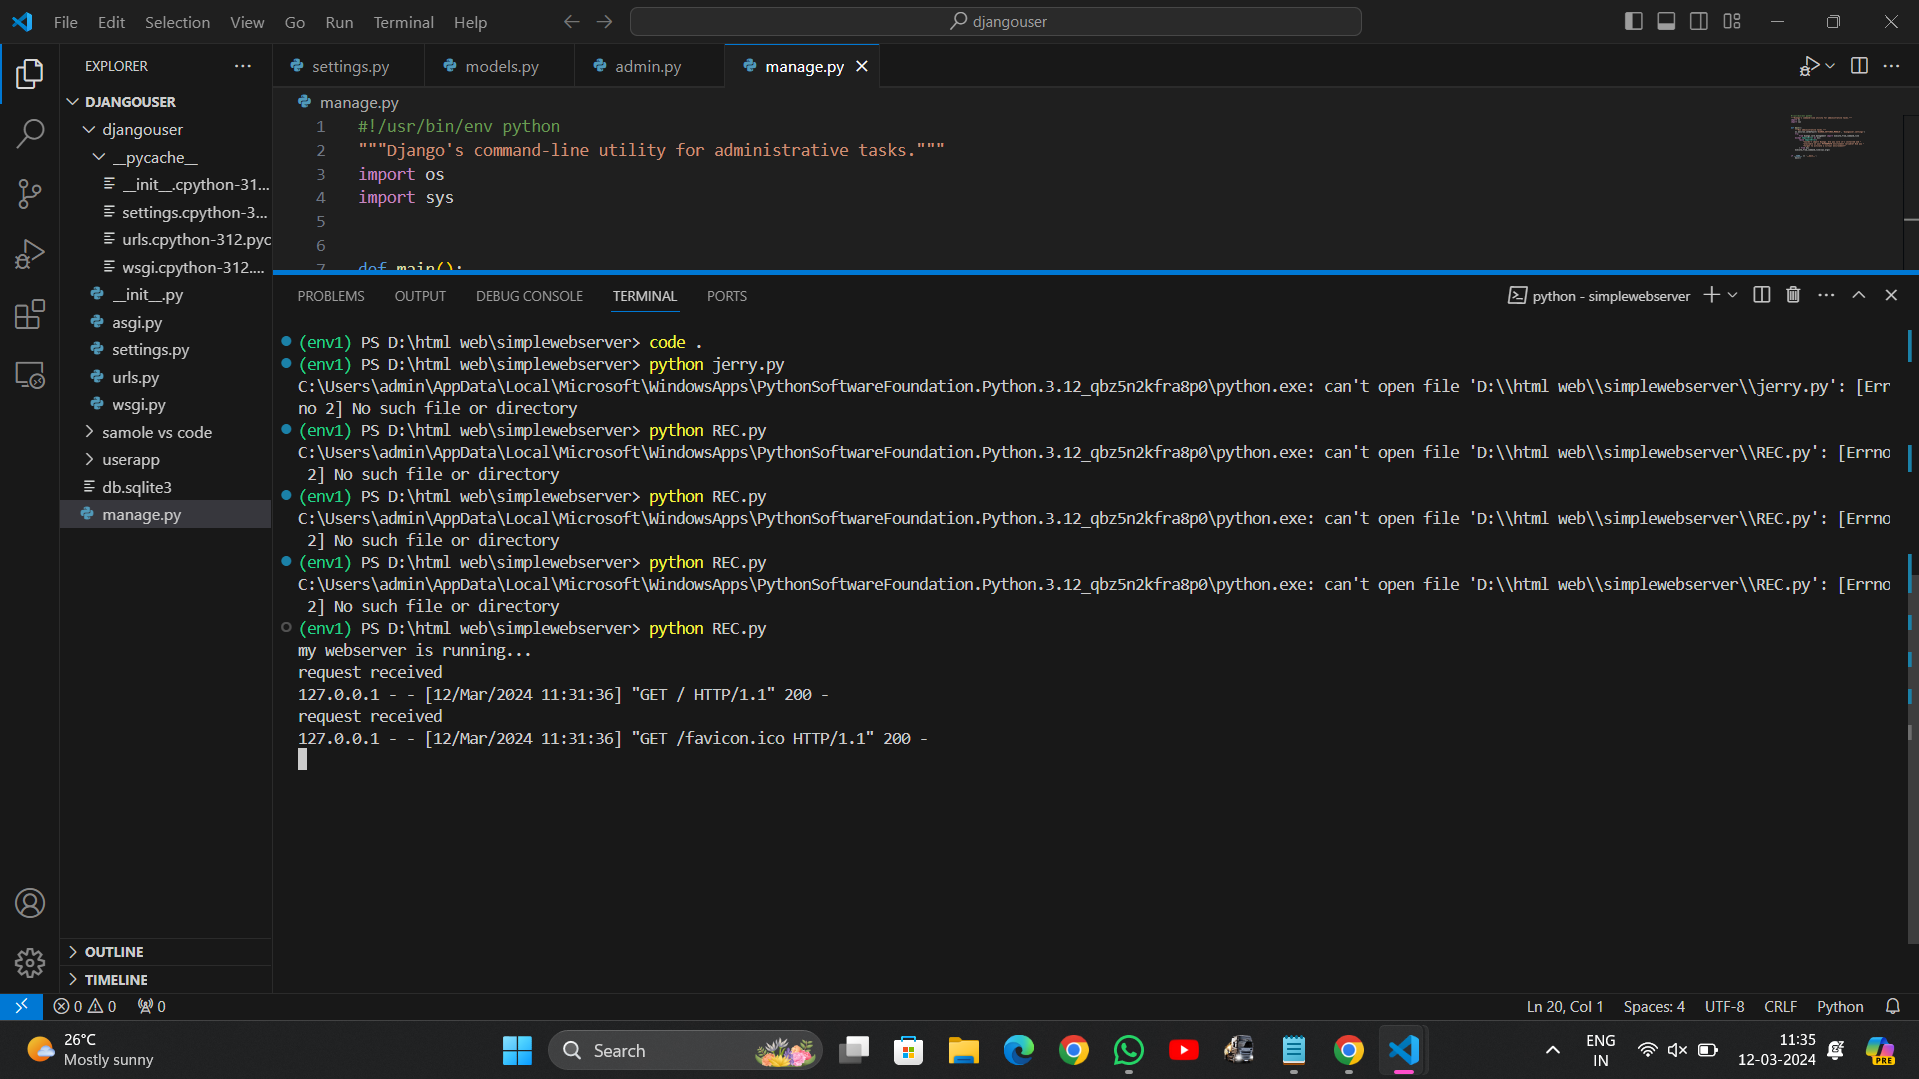 File Edit Selection View Go Run Terminal Help
djangouser
EXPLORER
DJANGOUSER
djangouser
__pycache__
__init__.cpython-31...
settings.cpython-3...
urls.cpython-312.pyc
wsgi.cpython-312....
__init__.py
asgi.py
settings.py
urls.py
wsgi.py
samole vs code
userapp
db.sqlite3
manage.py
OUTLINE
TIMELINE
settings.py models.py admin.py manage.py
manage.py
1 #!/usr/bin/env python
2 """Django's command-line utility for administrative tasks."""
3 import os
4 import sys
5
6
7 def main():
PROBLEMS OUTPUT DEBUG CONSOLE TERMINAL PORTS
python - simplewebserver
(env1) PS D:\html web\simplewebserver> code .
(env1) PS D:\html web\simplewebserver> python jerry.py
C:\Users\admin\AppData\Local\Microsoft\WindowsApps\PythonSoftwareFoundation.Python.3.12_qbz5n2kfra8p0\python.exe: can't open file 'D:\\html web\\simplewebserver\\jerry.py': [Err
no 2] No such file or directory
(env1) PS D:\html web\simplewebserver> python REC.py
C:\Users\admin\AppData\Local\Microsoft\WindowsApps\PythonSoftwareFoundation.Python.3.12_qbz5n2kfra8p0\python.exe: can't open file 'D:\\html web\\simplewebserver\\REC.py': [Errno
2] No such file or directory
(env1) PS D:\html web\simplewebserver> python REC.py
C:\Users\admin\AppData\Local\Microsoft\WindowsApps\PythonSoftwareFoundation.Python.3.12_qbz5n2kfra8p0\python.exe: can't open file 'D:\\html web\\simplewebserver\\REC.py': [Errno
2] No such file or directory
(env1) PS D:\html web\simplewebserver> python REC.py
C:\Users\admin\AppData\Local\Microsoft\WindowsApps\PythonSoftwareFoundation.Python.3.12_qbz5n2kfra8p0\python.exe: can't open file 'D:\\html web\\simplewebserver\\REC.py': [Errno
2] No such file or directory
(env1) PS D:\html web\simplewebserver> python REC.py
my webserver is running...
request received
127.0.0.1 - - [12/Mar/2024 11:31:36] "GET / HTTP/1.1" 200 -
request received
127.0.0.1 - - [12/Mar/2024 11:31:36] "GET /favicon.ico HTTP/1.1" 200 -
0 0 0
Ln 20, Col 1 Spaces: 4 UTF-8 CRLF Python
26°C
Mostly sunny
Search
ENG
IN
11:35
12-03-2024
PRE